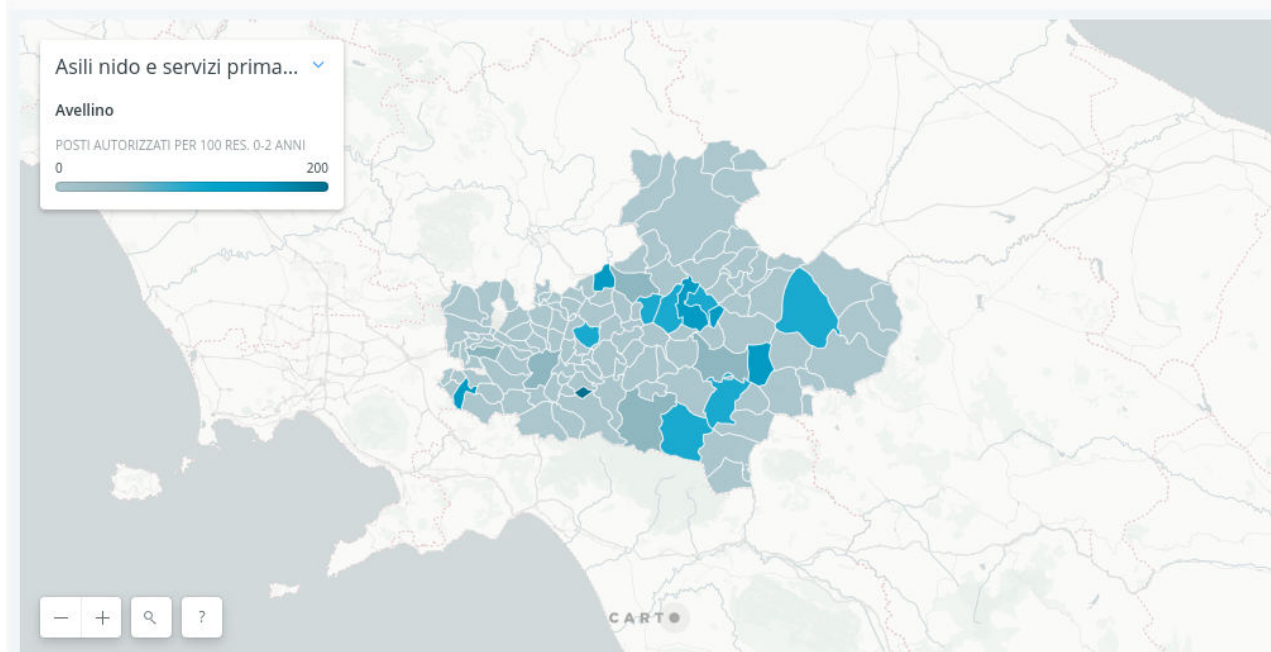 Asili nido e servizi prima...
Avellino
POSTI AUTORIZZATI PER 100 RES. 0-2 ANNI
0 200
− + ?
CARTO